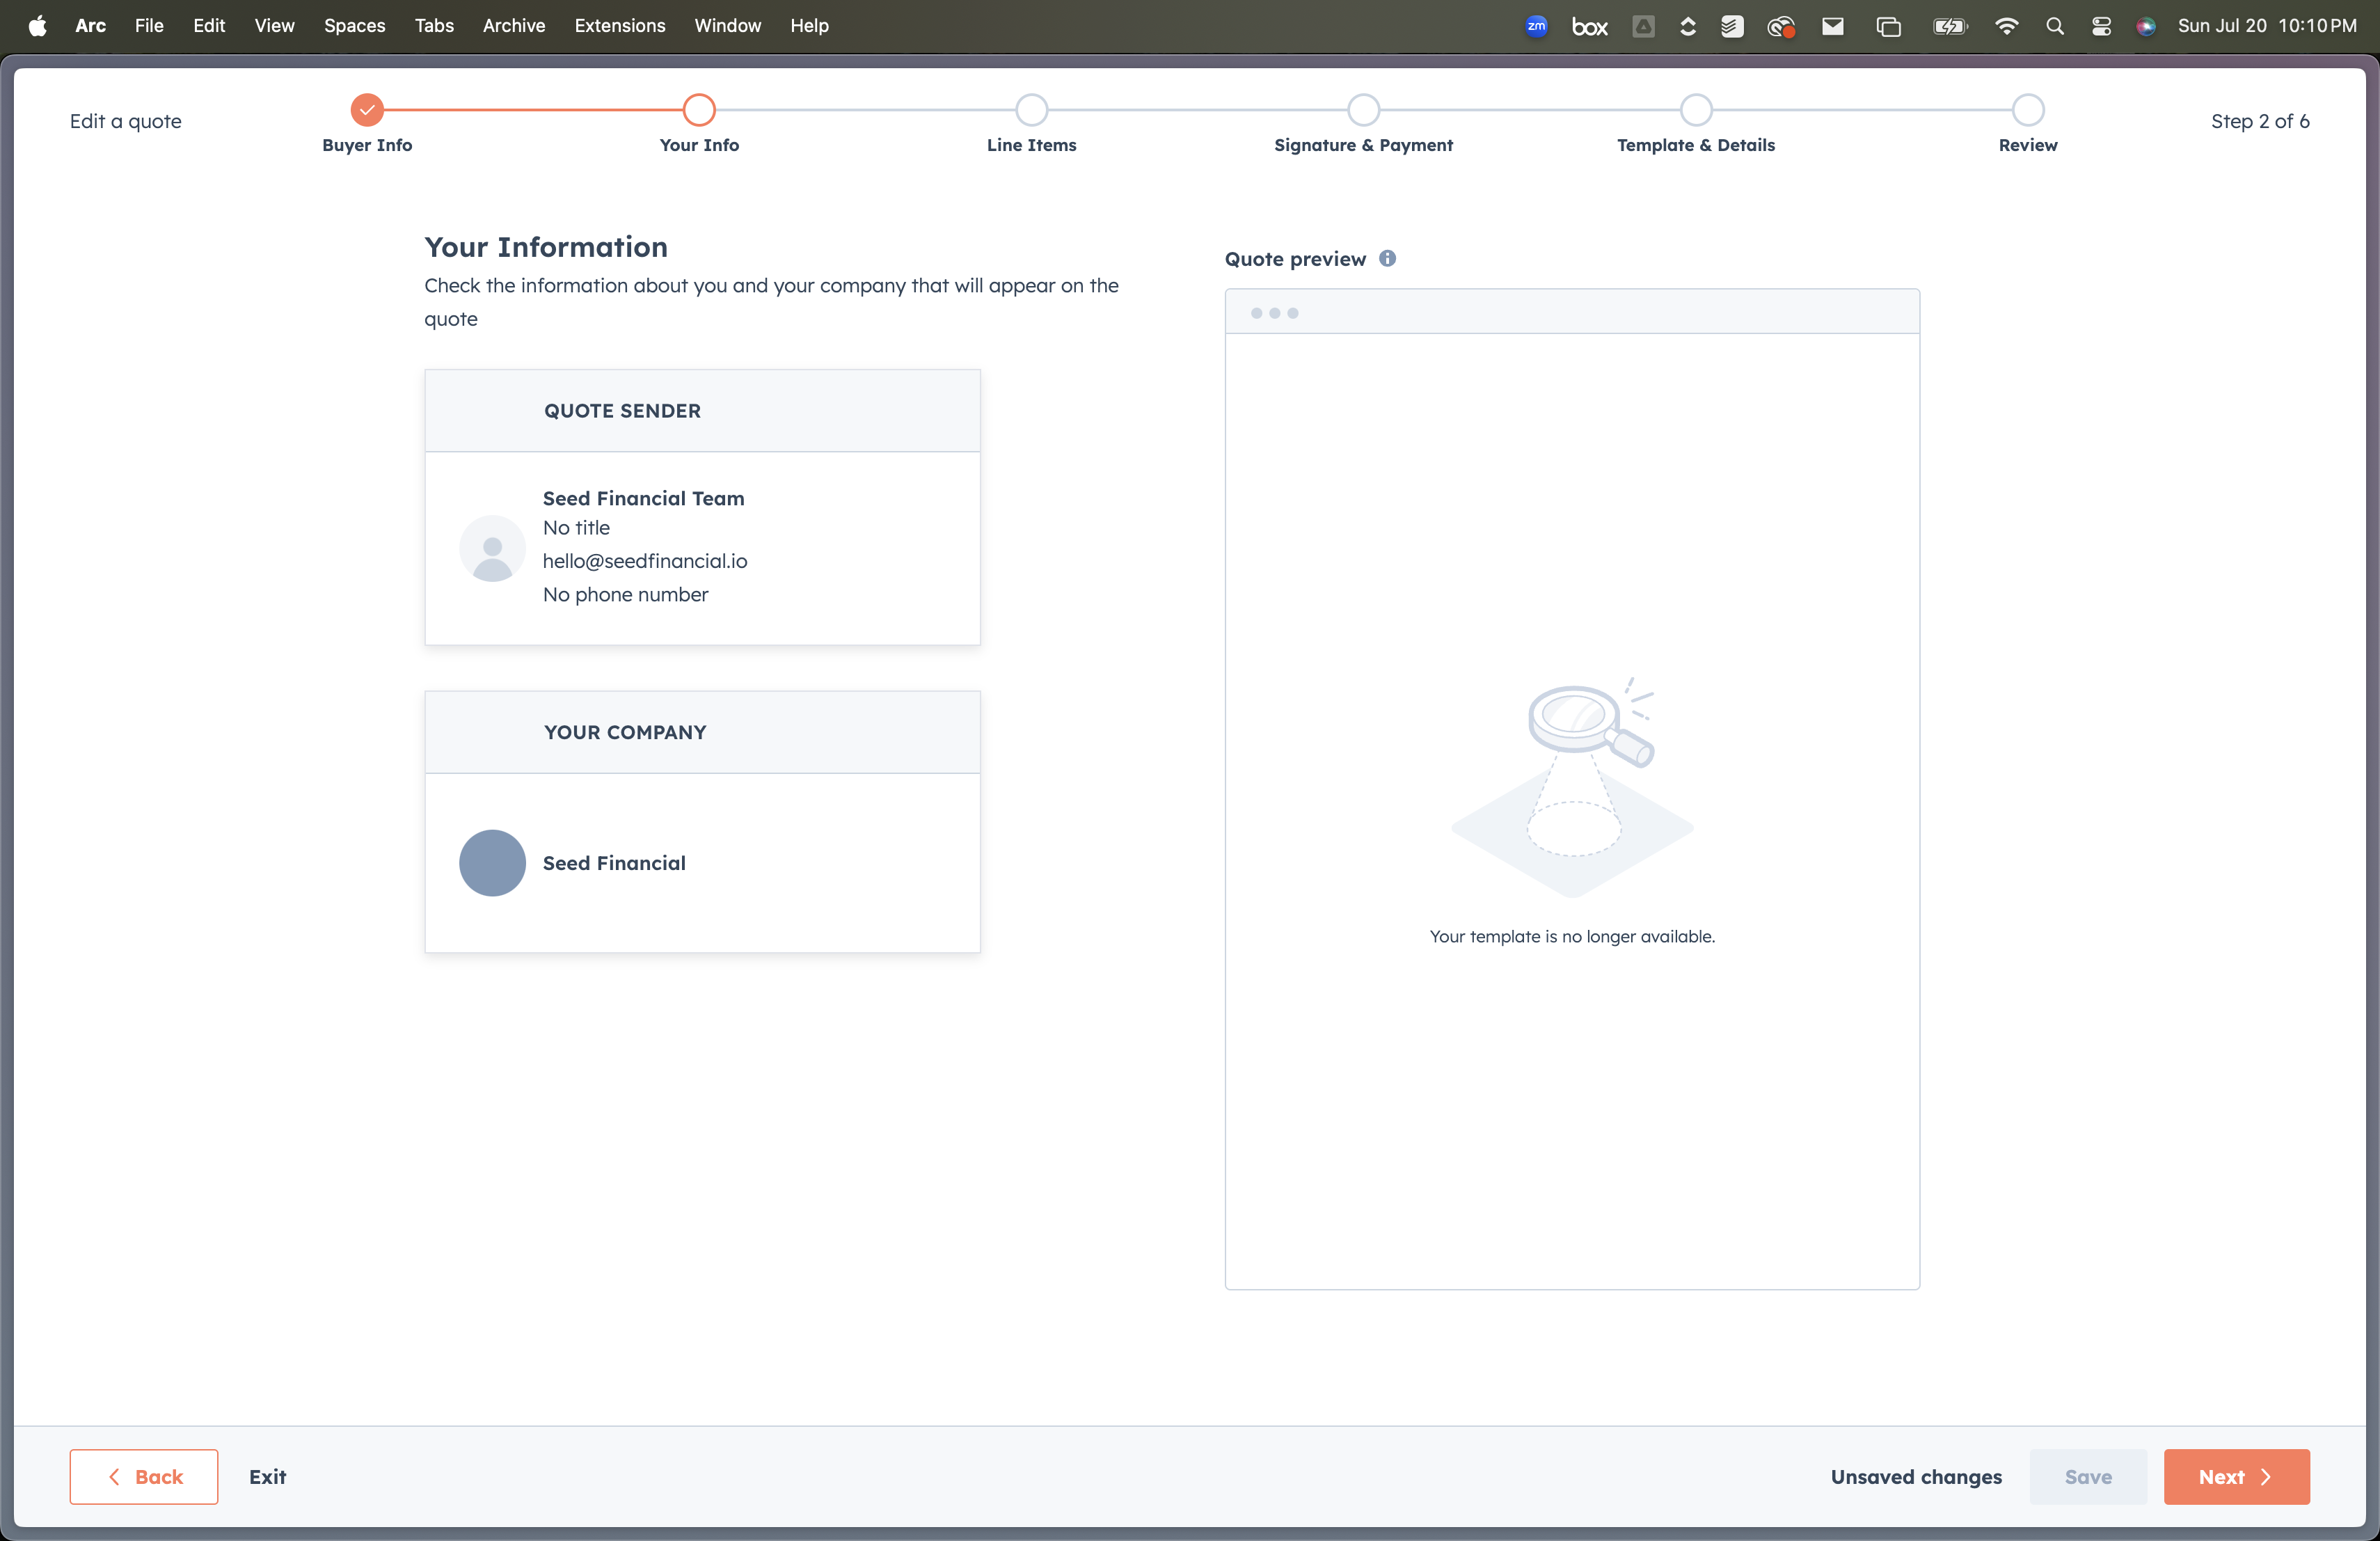 Arc File Edit View Spaces Tabs Archive Extensions Window Help zm box Sun Jul 20 10:10 PM
Edit a quote
Buyer Info
Your Info
Line Items
Signature & Payment
Template & Details
Review
Step 2 of 6
Your Information
Check the information about you and your company that will appear on the
quote
QUOTE SENDER
Seed Financial Team
No title
hello@seedfinancial.io
No phone number
YOUR COMPANY
Seed Financial
Quote preview
Your template is no longer available.
Back
Exit
Unsaved changes
Save
Next